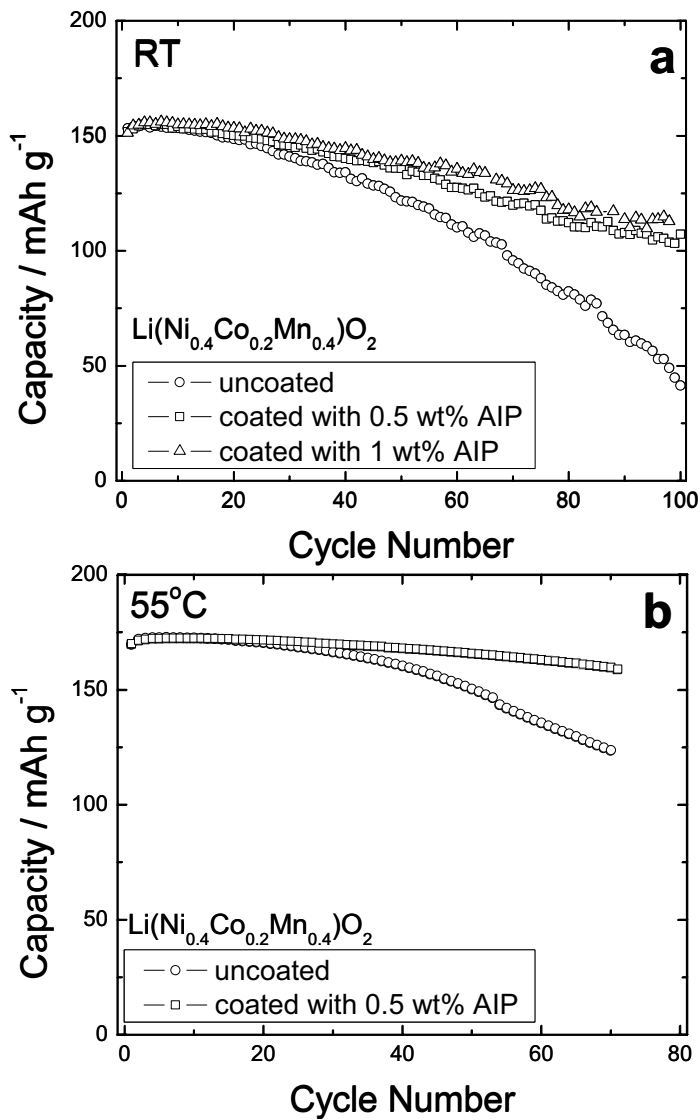 200
RT
a
150
100
50
0
Capacity / mAh g⁻¹
Li(Ni₀.₄Co₀.₂Mn₀.₄)O₂
uncoated
coated with 0.5 wt% AIP
coated with 1 wt% AIP
0 20 40 60 80 100
Cycle Number
200
55°C
b
150
100
50
0
Capacity / mAh g⁻¹
Li(Ni₀.₄Co₀.₂Mn₀.₄)O₂
uncoated
coated with 0.5 wt% AIP
0 20 40 60 80
Cycle Number